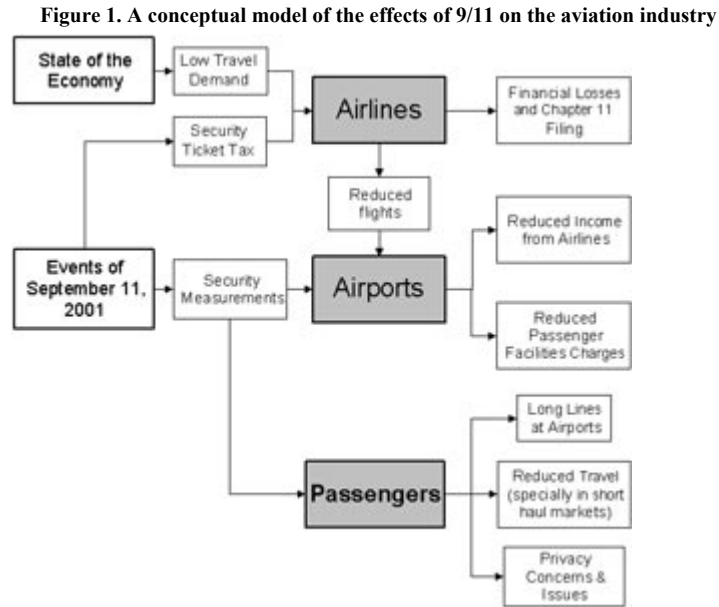 Figure 1. A conceptual model of the effects of 9/11 on the aviation industry
State of the
Economy
Low Travel
Demand
Airlines
Financial Losses
and Chapter 11
Filing
Security
Ticket Tax
Reduced
flights
Reduced Income
from Airlines
Events of
September 11,
2001
Security
Measurements
Airports
Reduced
Passenger
Facilities Charges
Long Lines
at Airports
Passengers
Reduced Travel
(specially in short
haul markets)
Privacy
Concerns &
Issues